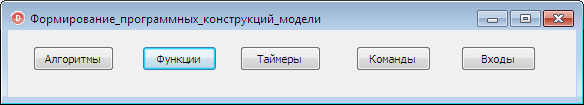 Формирование_программных_конструкций_модели
Алгоритмы Функции Таймеры Команды Входы